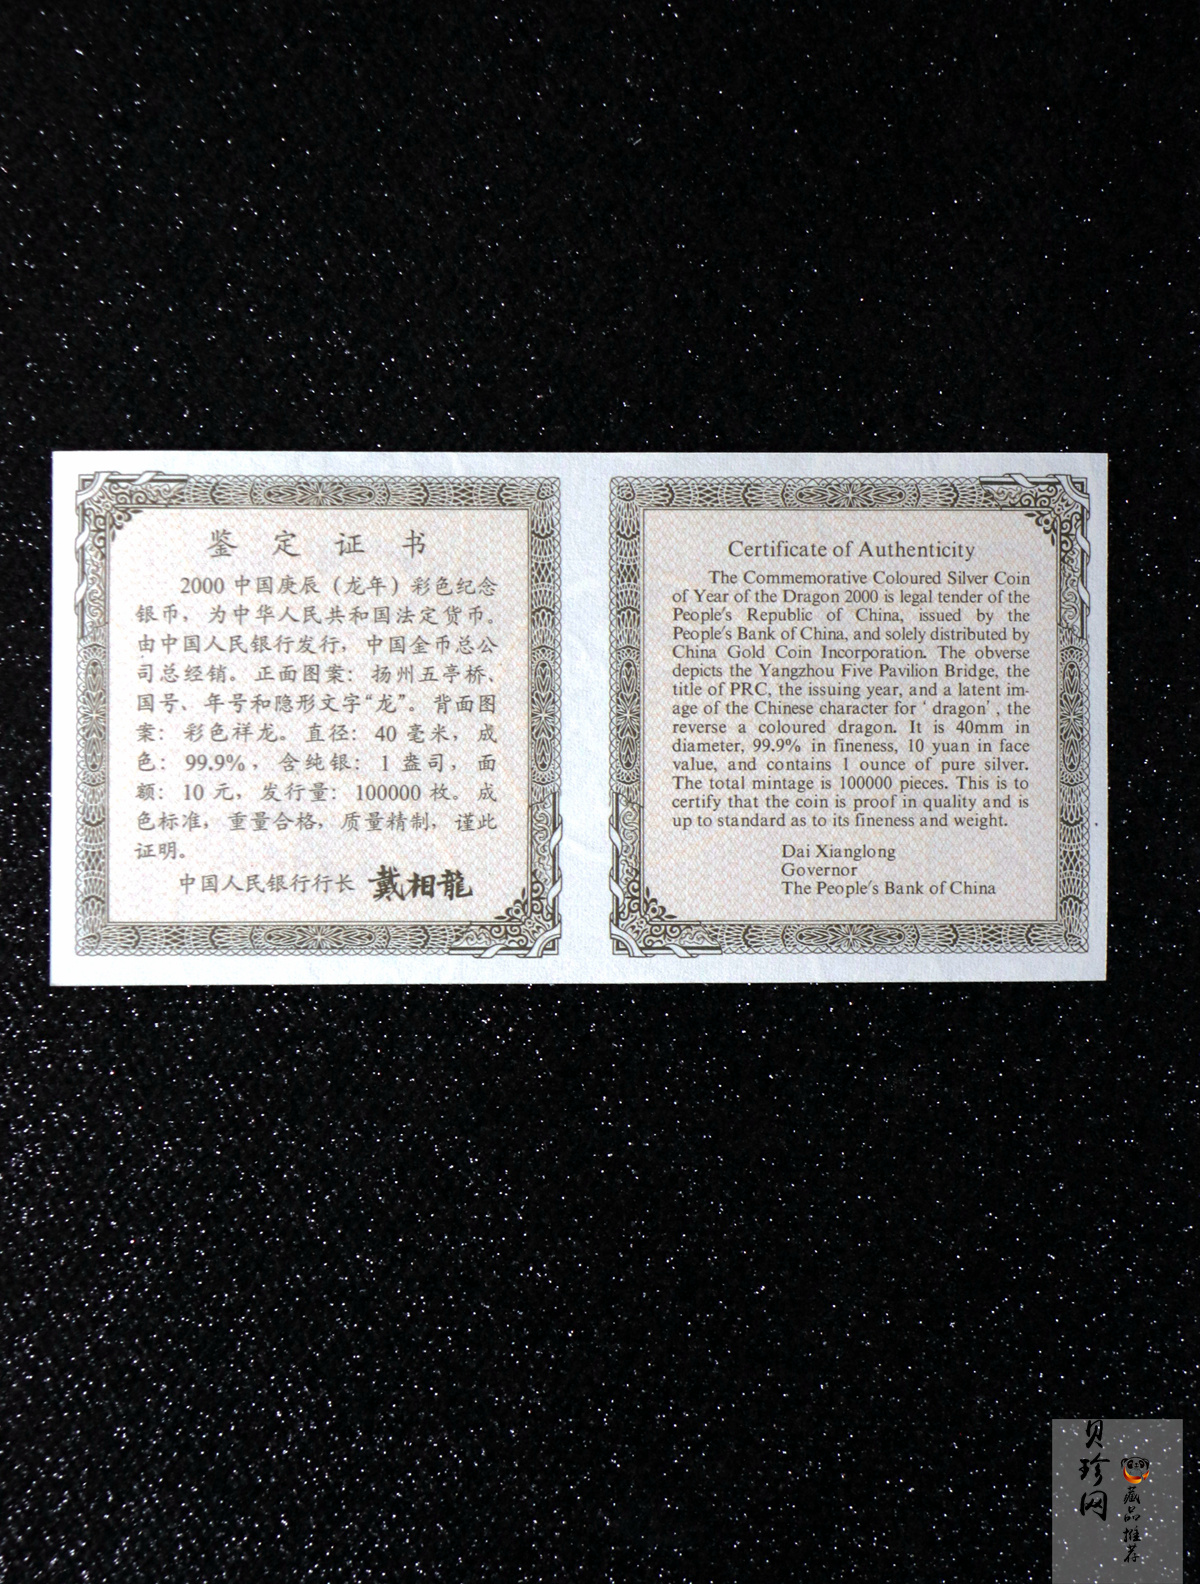 鉴定证书
2000 中国庚辰（龙年）彩色纪念
银币，为中华人民共和国法定货币。
由中国人民银行发行，中国金币总公
司总经销。正面图案：扬州五亭桥、
国号、年号和隐形文字“龙”。背面图
案：彩色祥龙。直径：40 毫米，成
色：99.9%，含纯银：1 盎司，面
额：10 元，发行量：100000 枚。成
色标准，重量合格，质量精制，谨此
证明。
中国人民银行行长 戴相龍
Certificate of Authenticity
The Commemorative Coloured Silver Coin
of Year of the Dragon 2000 is legal tender of the
People's Republic of China, issued by the
People's Bank of China, and solely distributed by
China Gold Coin Incorporation. The obverse
depicts the Yangzhou Five Pavilion Bridge, the
title of PRC, the issuing year, and a latent im-
age of the Chinese character for ' dragon' , the
reverse a coloured dragon. It is 40mm in
diameter, 99.9% in fineness, 10 yuan in face
value, and contains 1 ounce of pure silver.
The total mintage is 100000 pieces. This is to
certify that the coin is proof in quality and is
up to standard as to its fineness and weight.
Dai Xianglong
Governor
The People's Bank of China
贝珍网
藏品推荐